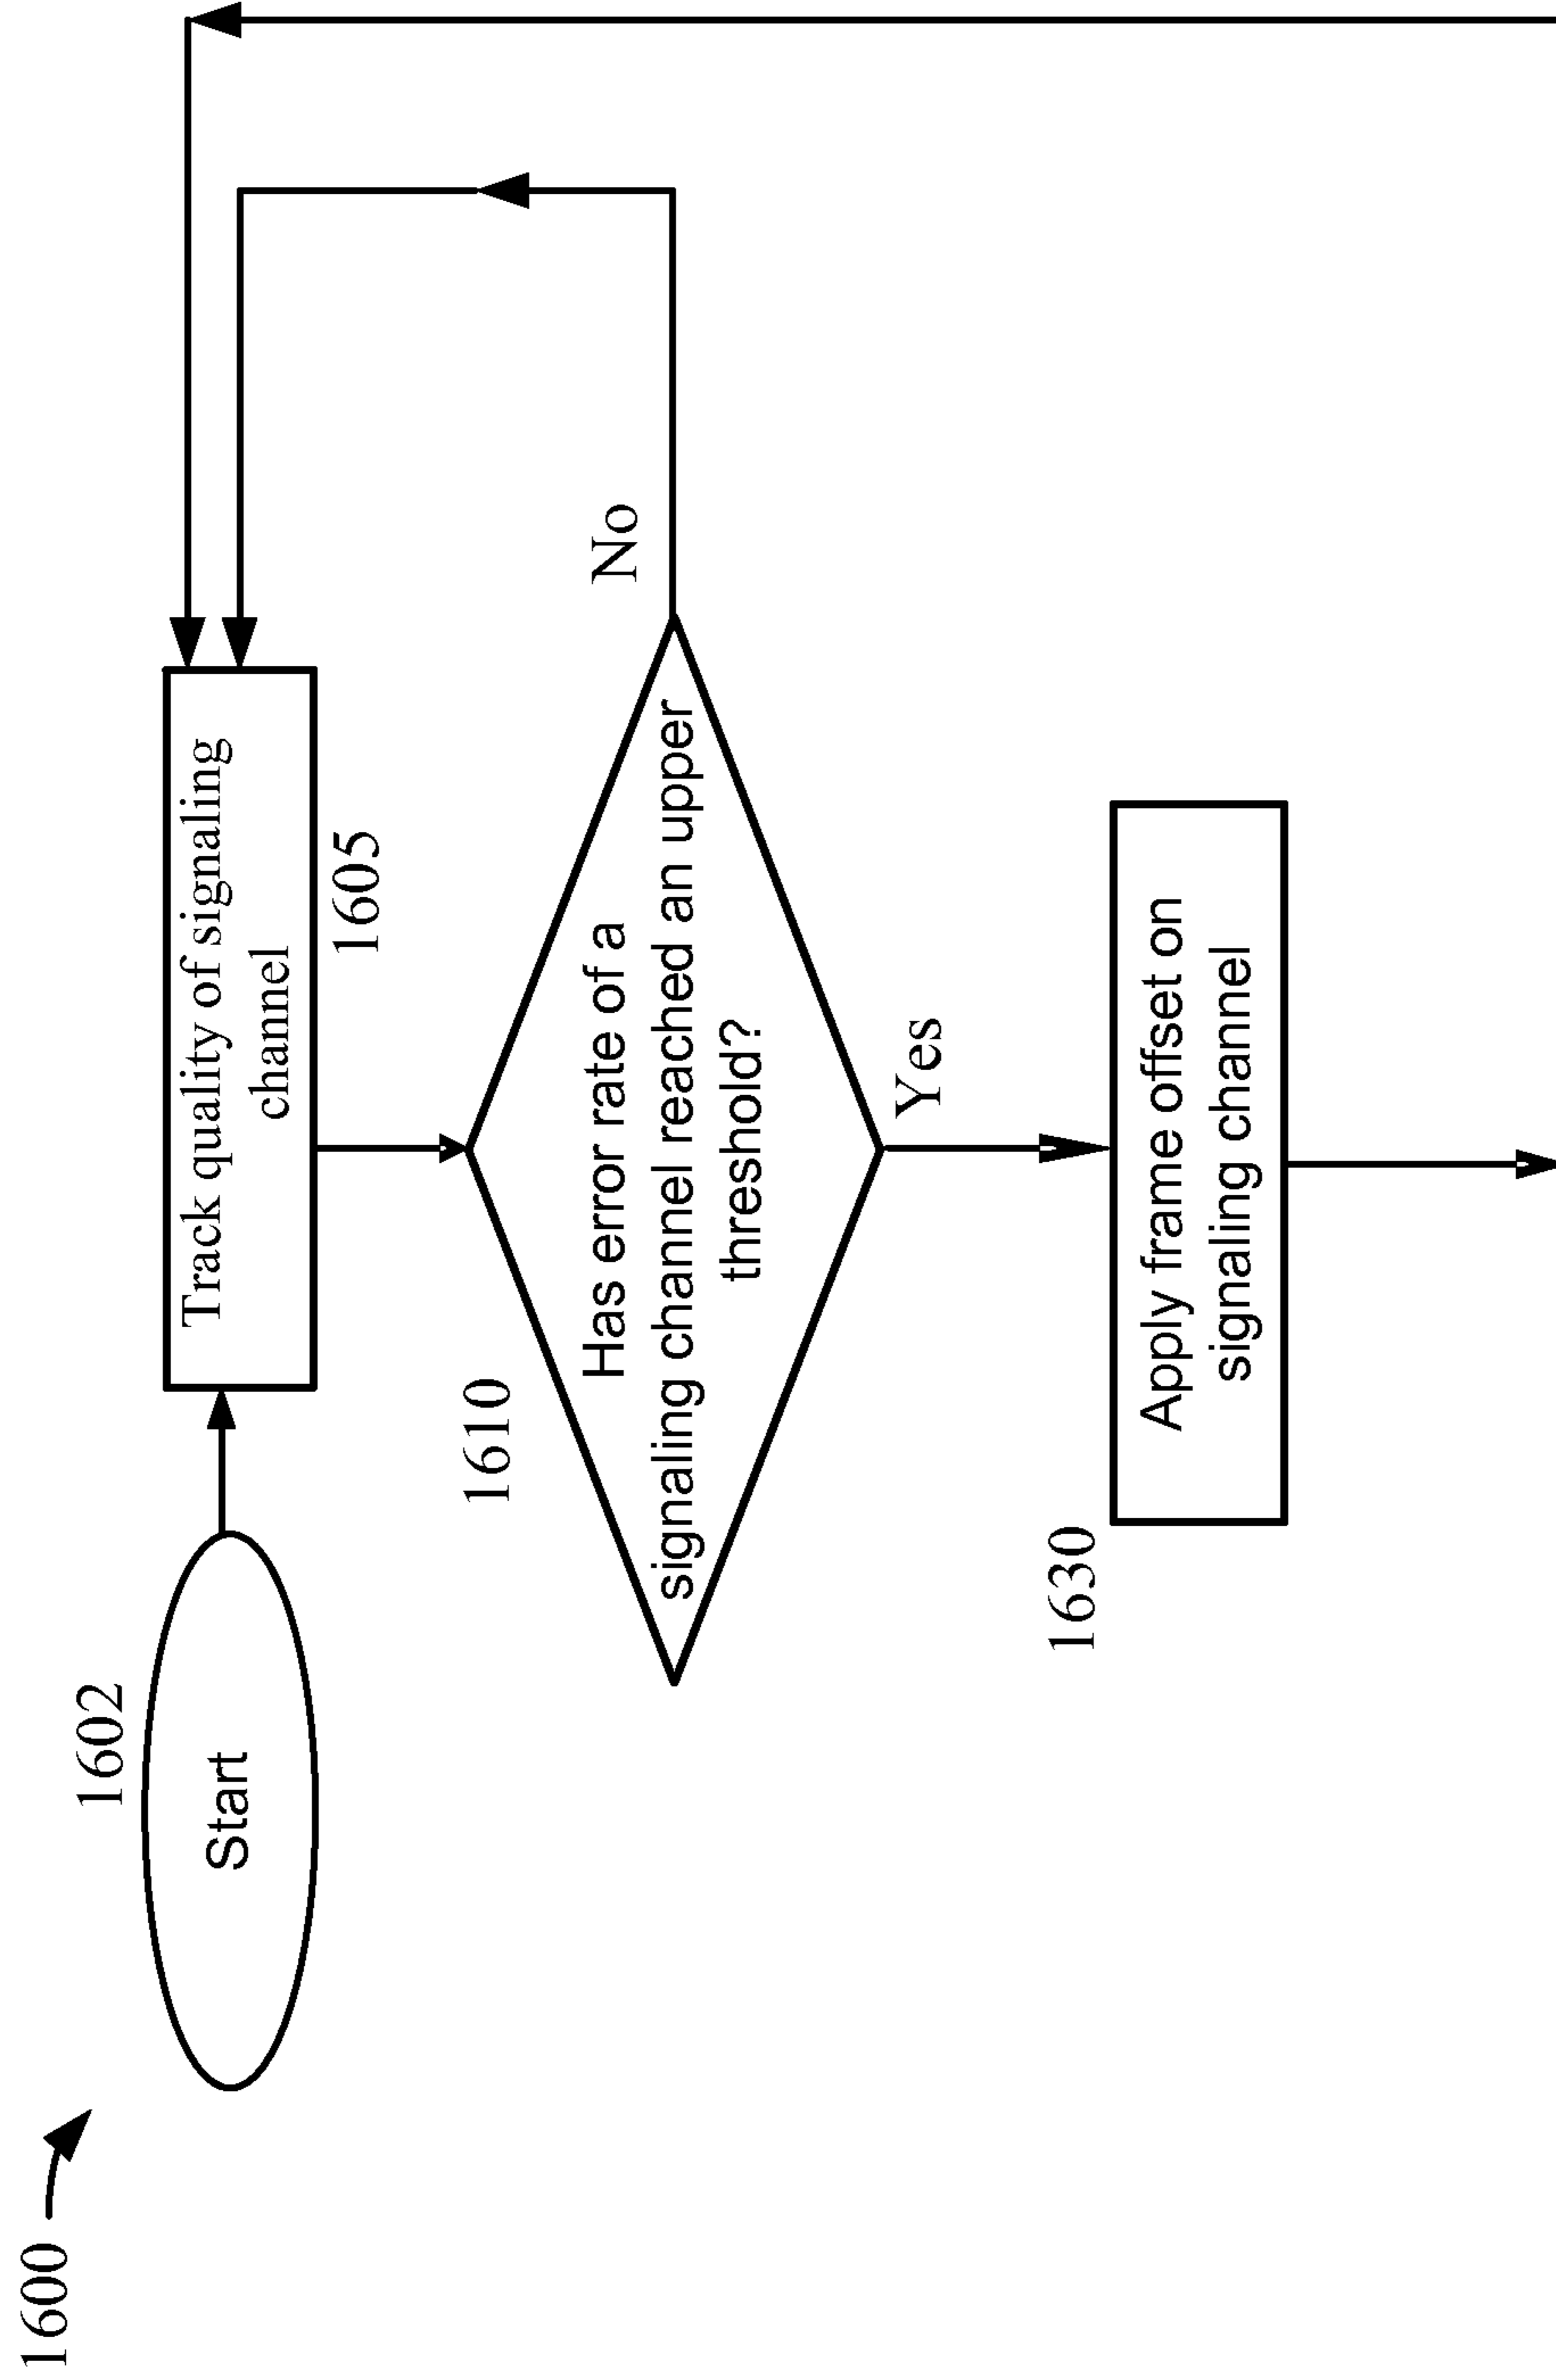 1600
1602
Start
Track quality of signaling
channel
1605
1610
Has error rate of a
signaling channel reached an upper
threshold?
No
Yes
1630
Apply frame offset on
signaling channel